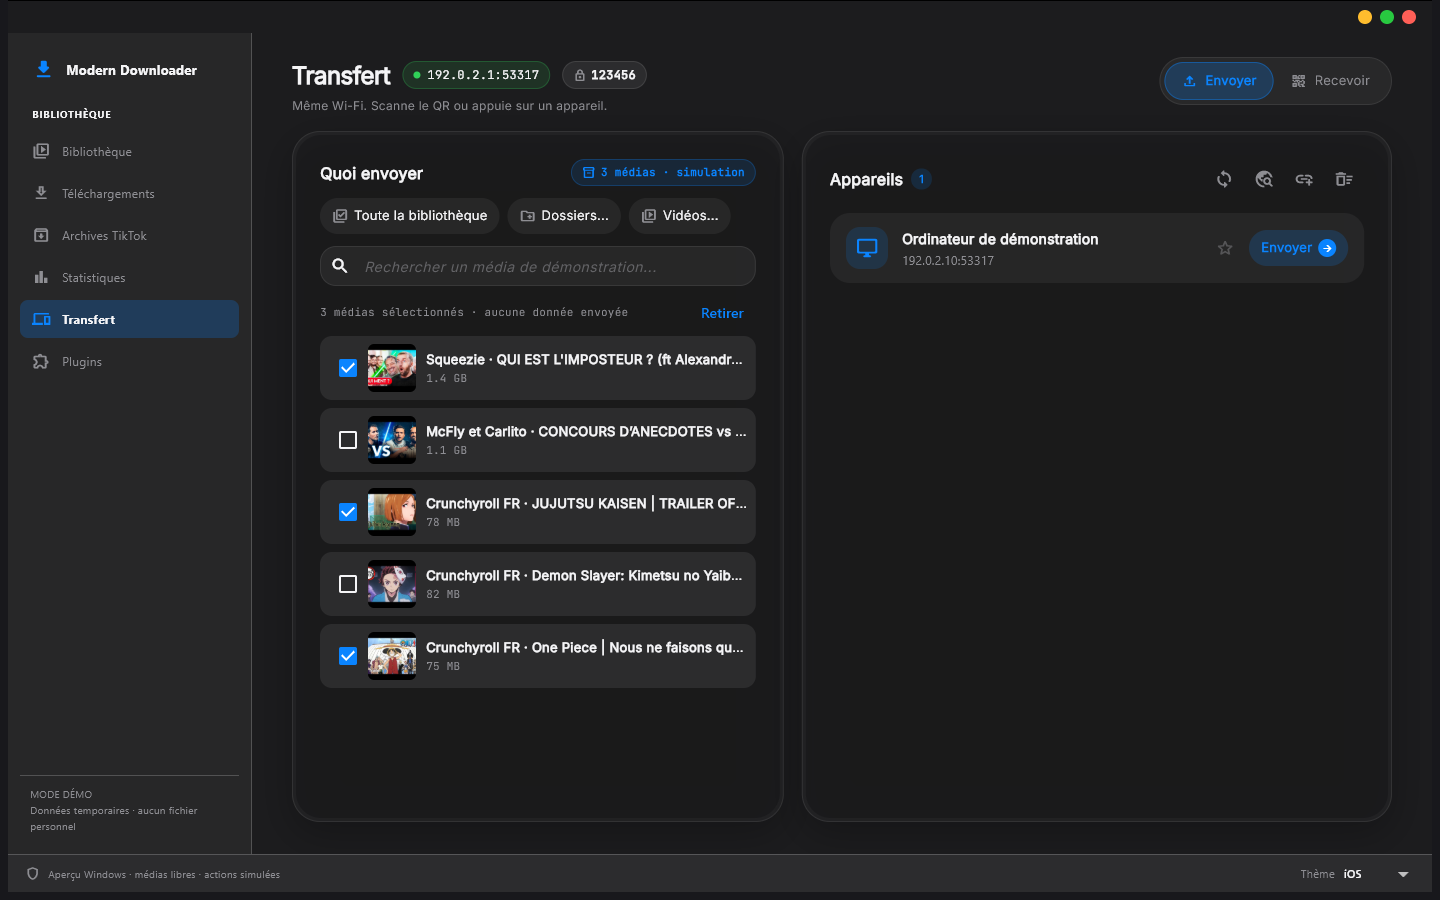 Modern Downloader
BIBLIOTHÈQUE
Bibliothèque
Téléchargements
Archives TikTok
Statistiques
Transfert
Plugins
MODE DÉMO
Données temporaires · aucun fichier
personnel
Transfert
192.0.2.1:53317
123456
Même Wi-Fi. Scanne le QR ou appuie sur un appareil.
Envoyer
Recevoir
Quoi envoyer
3 médias · simulation
Toute la bibliothèque
Dossiers...
Vidéos...
Rechercher un média de démonstration...
3 médias sélectionnés · aucune donnée envoyée
Retirer
Squeezie · QUI EST L'IMPOSTEUR ? (ft Alexandr...
1.4 GB
VS
McFly et Carlito · CONCOURS D'ANECDOTES vs ...
1.1 GB
Crunchyroll FR · JUJUTSU KAISEN | TRAILER OF...
78 MB
Crunchyroll FR · Demon Slayer: Kimetsu no Yaib...
82 MB
Crunchyroll FR · One Piece | Nous ne faisons qu...
75 MB
Appareils
1
Ordinateur de démonstration
192.0.2.10:53317
Envoyer
Aperçu Windows · médias libres · actions simulées
Thème
iOS